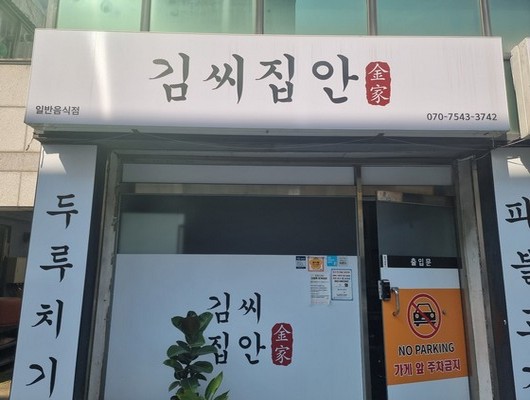 김씨집안 金家
일반음식점
070-7543-3742
두루치기
출입문
김씨
집안 金家
NO PARKING
가게 앞 주차금지